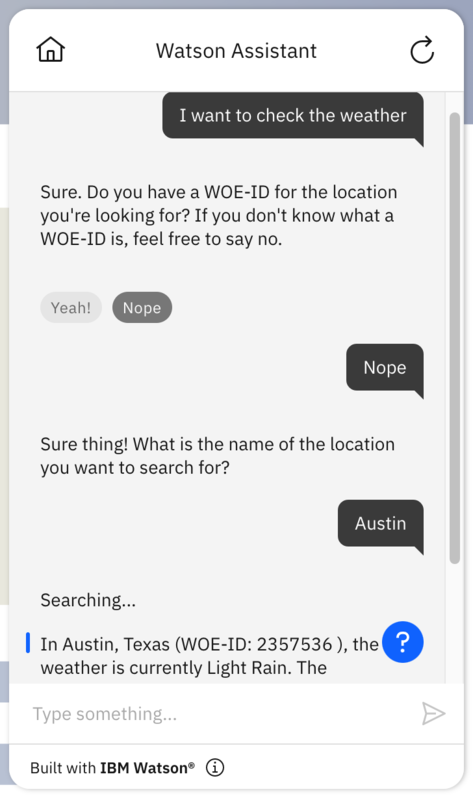 Watson Assistant
I want to check the weather
Sure. Do you have a WOE-ID for the location
you're looking for? If you don't know what a
WOE-ID is, feel free to say no.
Yeah!
Nope
Nope
Sure thing! What is the name of the location
you want to search for?
Austin
Searching...
In Austin, Texas (WOE-ID: 2357536 ), the
?
weather is currently Light Rain. The
Type something...
Built with IBM Watson®